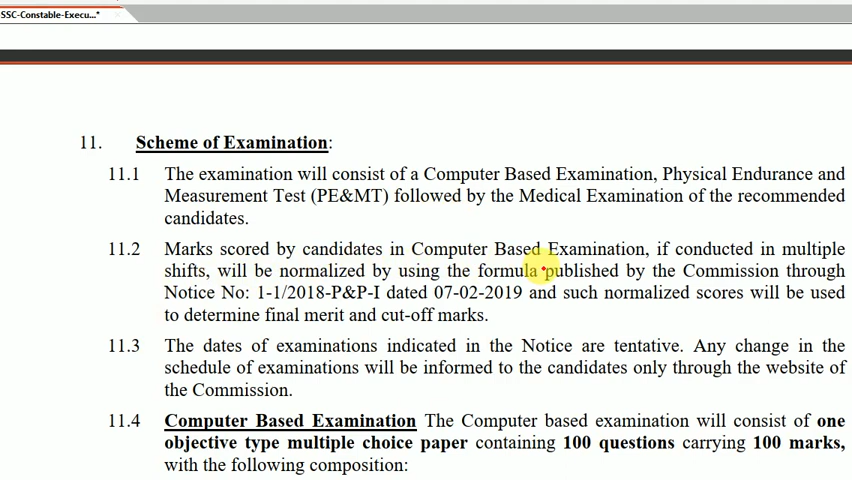 SSC-Constable-Execu...*
11. Scheme of Examination:
11.1 The examination will consist of a Computer Based Examination, Physical Endurance and
Measurement Test (PE&MT) followed by the Medical Examination of the recommended
candidates.
11.2 Marks scored by candidates in Computer Based Examination, if conducted in multiple
shifts, will be normalized by using the formula published by the Commission through
Notice No: 1-1/2018-P&P-I dated 07-02-2019 and such normalized scores will be used
to determine final merit and cut-off marks.
11.3 The dates of examinations indicated in the Notice are tentative. Any change in the
schedule of examinations will be informed to the candidates only through the website of
the Commission.
11.4 Computer Based Examination The Computer based examination will consist of one
objective type multiple choice paper containing 100 questions carrying 100 marks,
with the following composition: